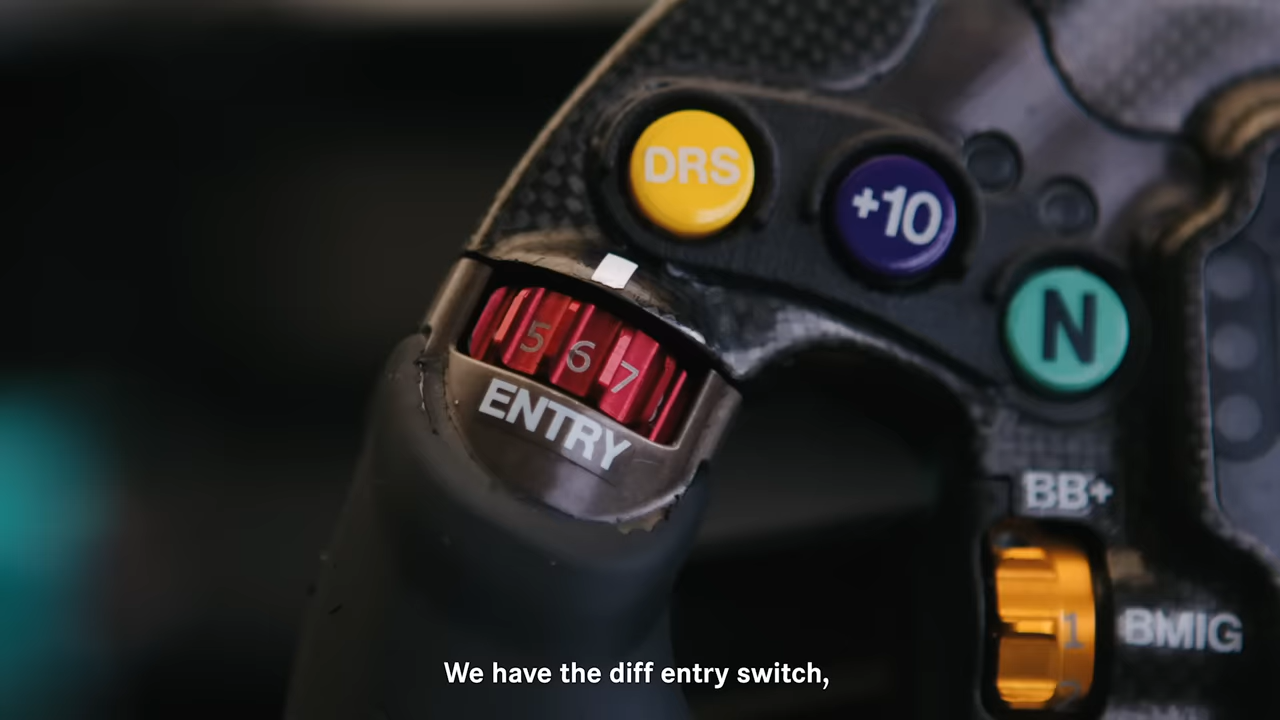 DRS
+10
N
5 6 7
ENTRY
BB+
1
BMIG
We have the diff entry switch,